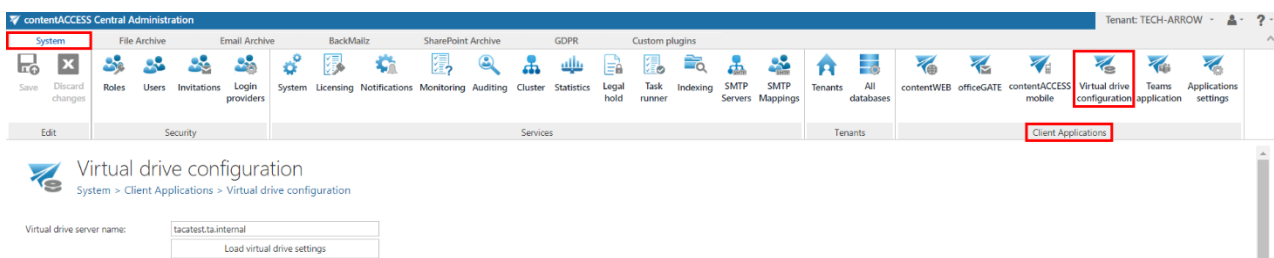 contentACCESS Central Administration
Tenant: TECH-ARROW
?
System
File Archive
Email Archive
BackMailz
SharePoint Archive
GDPR
Custom plugins
Save
Discard changes
Roles
Users
Invitations
Login providers
System
Licensing
Notifications
Monitoring
Auditing
Cluster
Statistics
Legal hold
Task runner
Indexing
SMTP Servers
SMTP Mappings
Tenants
All databases
contentWEB
officeGATE
contentACCESS mobile
Virtual drive configuration
Teams application
Applications settings
Edit
Security
Services
Tenants
Client Applications
Virtual drive configuration
System > Client Applications > Virtual drive configuration
Virtual drive server name:
tacatest.ta.internal
Load virtual drive settings